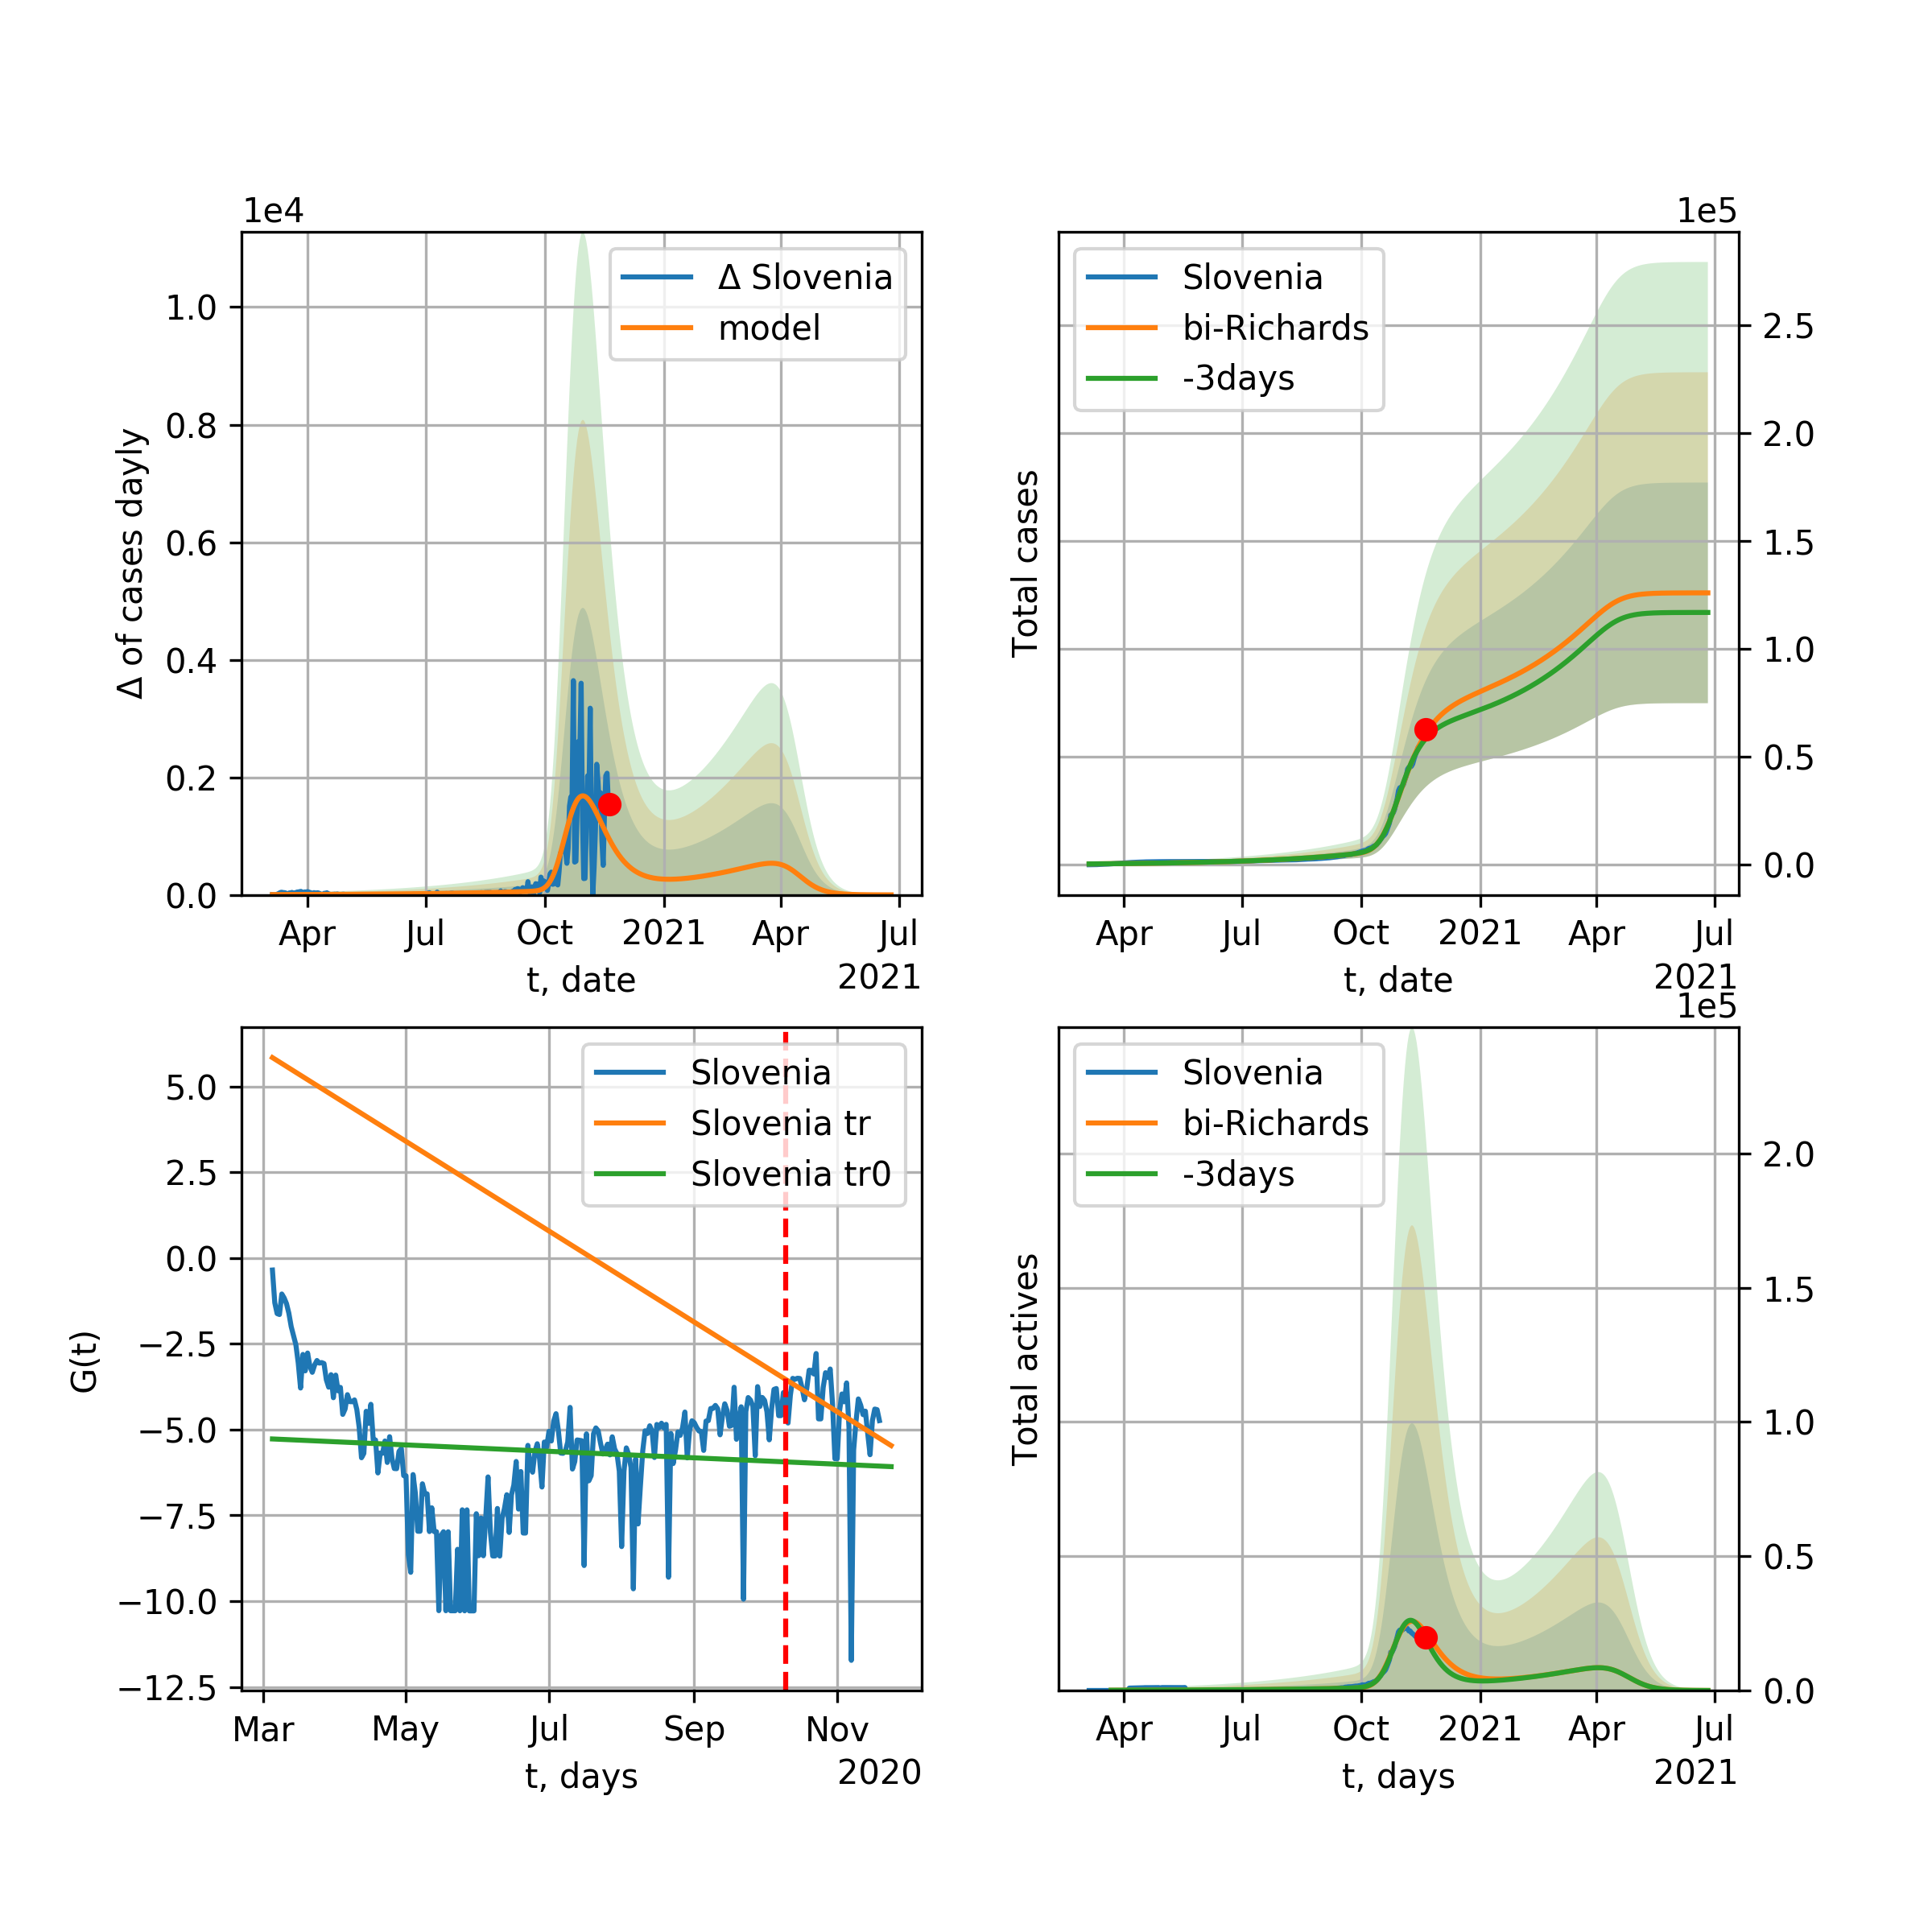 1e4
Δ Slovenia
model
1.0
0.8
0.6
0.4
0.2
0.0
Δ of cases dayly
Apr Jul Oct 2021 Apr Jul
t, date
2021
1e5
Slovenia
bi-Richards
-3days
2.5
2.0
1.5
1.0
0.5
0.0
Total cases
Apr Jul Oct 2021 Apr Jul
t, date
2021
Slovenia
Slovenia tr
Slovenia tr0
5.0
2.5
0.0
−2.5
−5.0
−7.5
−10.0
−12.5
G(t)
Mar May Jul Sep Nov
t, days
2020
1e5
Slovenia
bi-Richards
-3days
2.0
1.5
1.0
0.5
0.0
Total actives
Apr Jul Oct 2021 Apr Jul
t, days
2021